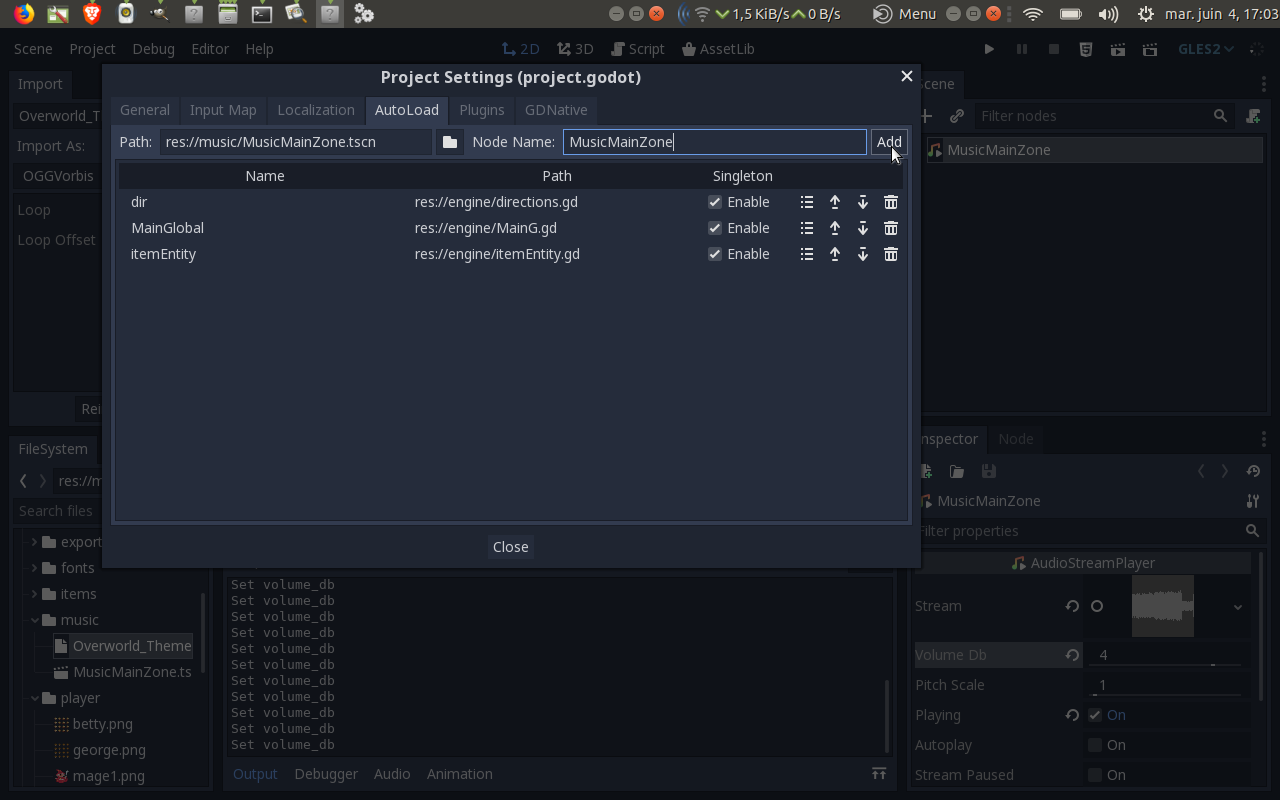 1,5 KiB/s 0 B/s Menu mar. juin 4, 17:03
Scene Project Debug Editor Help 2D 3D Script AssetLib GLES2
Import
Overworld_Th
Import As:
OGGVorbis
Loop
Loop Offset
Rei
Project Settings (project.godot)
General Input Map Localization AutoLoad Plugins GDNative
Path: res://music/MusicMainZone.tscn Node Name: MusicMainZone Add
Name Path Singleton
dir res://engine/directions.gd Enable
MainGlobal res://engine/MainG.gd Enable
itemEntity res://engine/itemEntity.gd Enable
Close
cene
Filter nodes
MusicMainZone
FileSystem
res://m
Search files
export
fonts
items
music
Overworld_Theme
MusicMainZone.ts
player
betty.png
george.png
mage1.png
Set volume_db
Set volume_db
Set volume_db
Set volume_db
Set volume_db
Set volume_db
Set volume_db
Set volume_db
Set volume_db
Set volume_db
Set volume_db
Output Debugger Audio Animation
nspector Node
MusicMainZone
Filter properties
AudioStreamPlayer
Stream
Volume Db 4
Pitch Scale 1
Playing On
Autoplay On
Stream Paused On